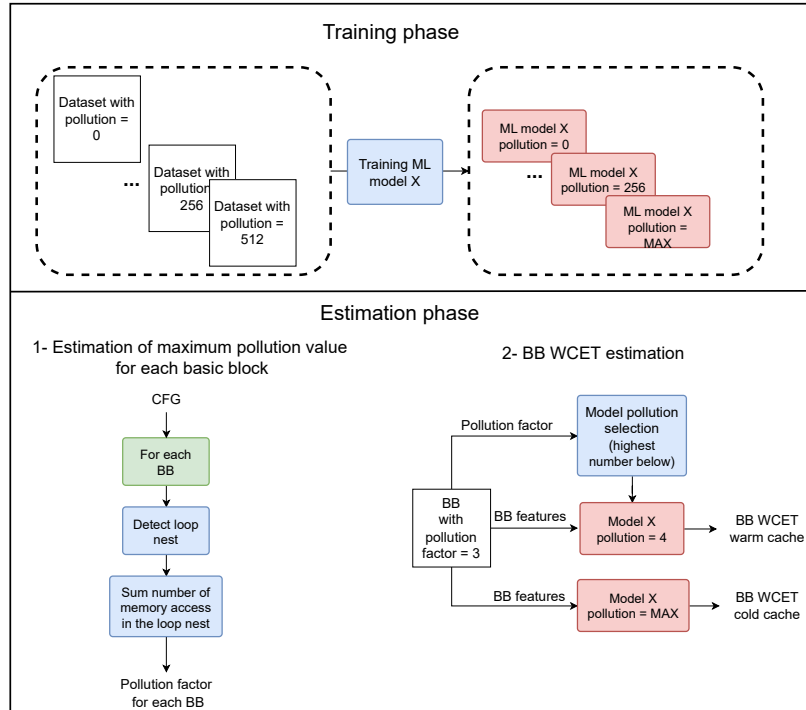 Training phase
Dataset with
pollution =
0
...
Dataset with
pollution
256
Dataset with
pollution =
512
Training ML
model X
ML model X
pollution = 0
...
ML model X
pollution = 256
ML model X
pollution =
MAX
Estimation phase
1- Estimation of maximum pollution value
for each basic block
CFG
For each
BB
Detect loop
nest
Sum number of
memory access
in the loop nest
Pollution factor
for each BB
2- BB WCET estimation
Pollution factor
Model pollution
selection
(highest
number below)
BB
with
pollution
factor = 3
BB features
Model X
pollution = 4
BB WCET
warm cache
BB features
Model X
pollution = MAX
BB WCET
cold cache